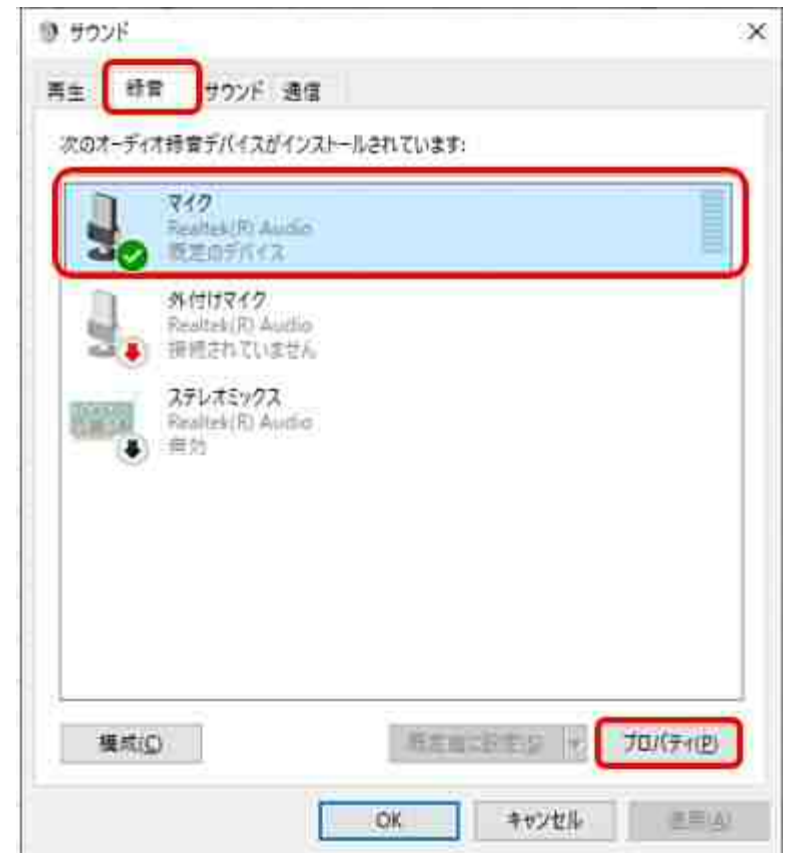 サウンド
再生 録音 サウンド 通信
次のオーディオ録音デバイスがインストールされています:
マイク
Realtek(R) Audio
既定のデバイス
外付けマイク
Realtek(R) Audio
接続されていません
ステレオミックス
Realtek(R) Audio
無効
構成(C) 既定値に設定(S) プロパティ(P)
OK キャンセル 適用(A)